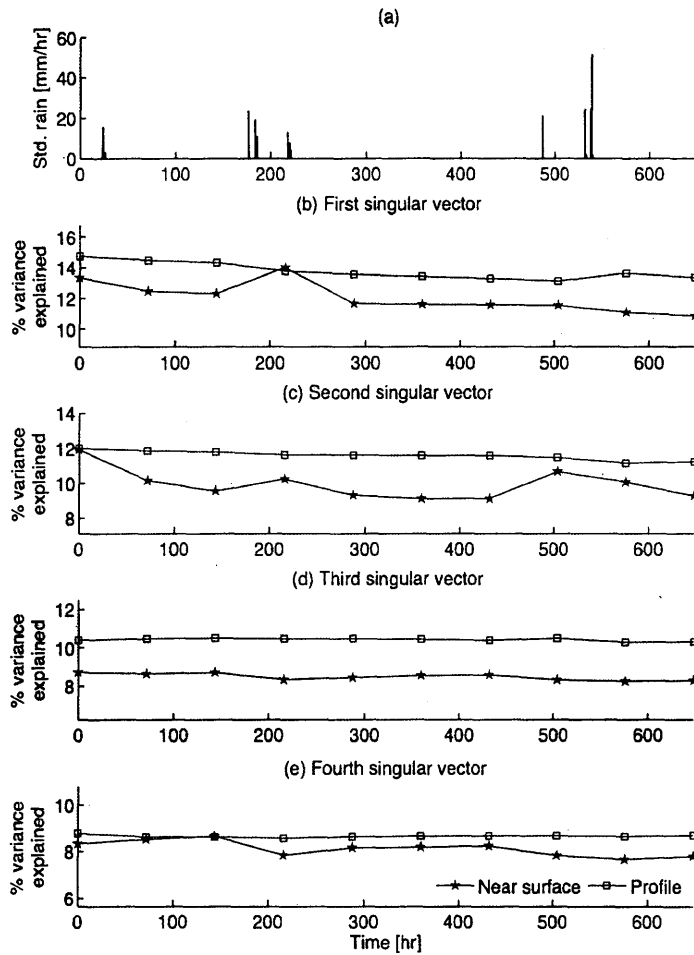 (a)
Std. rain [mm/hr]
60
40
20
0
0 100 200 300 400 500 600
(b) First singular vector
% variance
explained
16
14
12
10
0 100 200 300 400 500 600
(c) Second singular vector
% variance
explained
14
12
10
8
0 100 200 300 400 500 600
(d) Third singular vector
% variance
explained
12
10
8
0 100 200 300 400 500 600
(e) Fourth singular vector
% variance
explained
10
8
6
Near surface Profile
0 100 200 300 400 500 600
Time [hr]